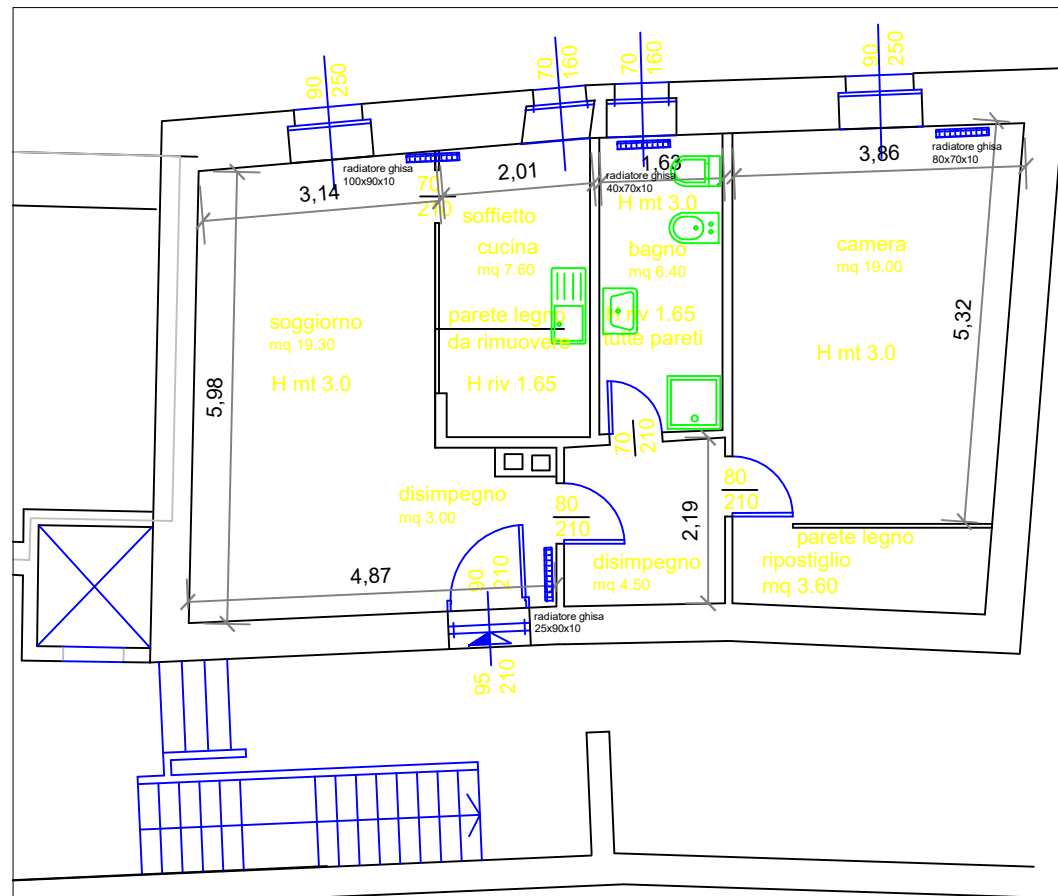 90
250
70
160
70
160
90
250
radiatore ghisa
100x90x10
3,14
70
210
2,01
soffietto
cucina
mq 7.60
1,63
radiatore ghisa
40x70x10
H mt 3.0
bagno
mq 6.40
3,86
radiatore ghisa
80x70x10
camera
mq 19.00
H mt 3.0
5,32
soggiorno
mq 19.30
H mt 3.0
5,98
parete legno
da rimuovere
H riv 1.65
H riv 1.65
tutte pareti
70
210
disimpegno
mq 3.00
80
210
2,19
80
210
parete legno
ripostiglio
mq 3.60
disimpegno
mq 4.50
4,87
90
210
radiatore ghisa
25x90x10
95
210